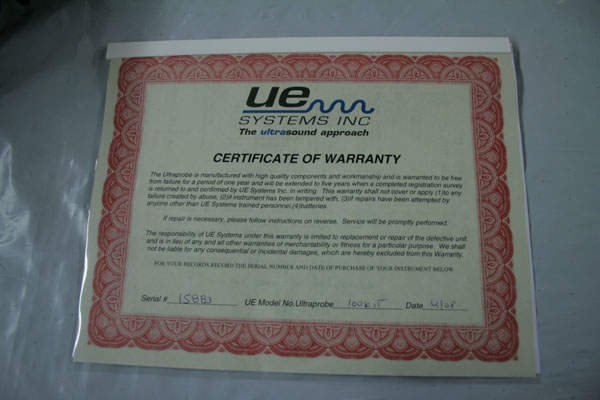 ue
SYSTEMS INC
The ultrasound approach
CERTIFICATE OF WARRANTY
The Ultraprobe is manufactured with high quality components and workmanship and is warranted to be free
from failure for a period of one year and will be extended to five years when a completed registration survey
is returned to and confirmed by UE Systems Inc. in writing. This warranty shall not cover or apply (1)to any
failure created by abuse, (2)if instrument has been tampered with, (3)if repairs have been attempted by
anyone other than UE Systems trained personnel,(4)batteries.
If repair is necessary, please follow instructions on reverse. Service will be promptly performed.
The responsibility of UE Systems under this warranty is limited to replacement or repair of the defective unit
and is in lieu of any and all other warranties of merchantability or fitness for a particular purpose. We shall
not be liable for any consequential or incidental damages, which are hereby excluded from this Warranty.
FOR YOUR RECORDS,RECORD THE SERIAL NUMBER AND DATE OF PURCHASE OF YOUR INSTRUMENT BELOW.
Serial # UE Model No.Ultraprobe Date 4/08